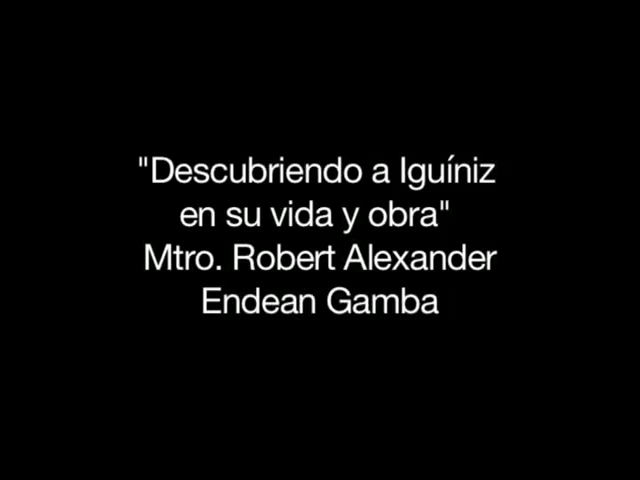 "Descubriendo a Iguíniz
en su vida y obra"
Mtro. Robert Alexander
Endean Gamba